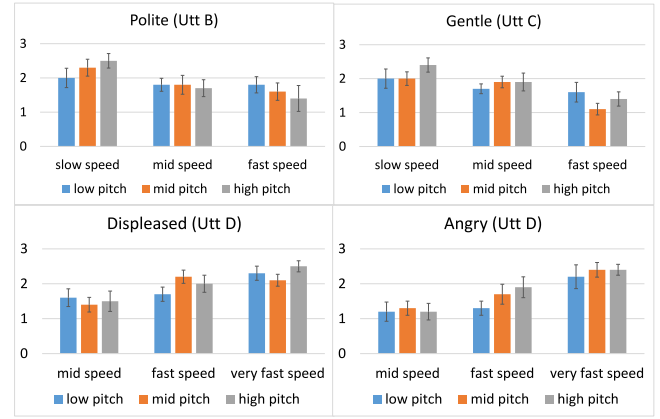 Polite (Utt B)
3
2
1
0
slow speed mid speed fast speed
low pitch mid pitch high pitch
Gentle (Utt C)
3
2
1
0
slow speed mid speed fast speed
low pitch mid pitch high pitch
Displeased (Utt D)
3
2
1
0
mid speed fast speed very fast speed
low pitch mid pitch high pitch
Angry (Utt D)
3
2
1
0
mid speed fast speed very fast speed
low pitch mid pitch high pitch